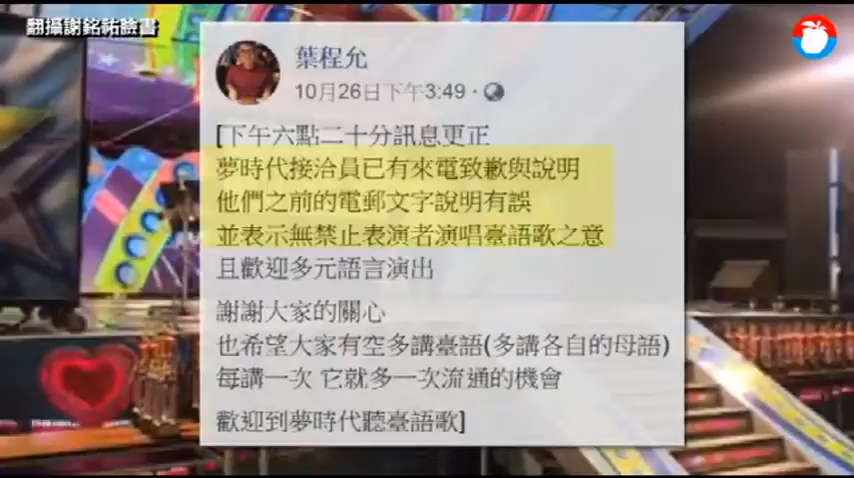 翻攝謝銘祐臉書
葉程允
10月26日下午3:49
[下午六點二十分訊息更正
夢時代接洽員已有來電致歉與說明
他們之前的電郵文字說明有誤
並表示無禁止表演者演唱臺語歌之意
且歡迎多元語言演出
謝謝大家的關心
也希望大家有空多講臺語(多講各自的母語)
每講一次 它就多一次流通的機會
歡迎到夢時代聽臺語歌]